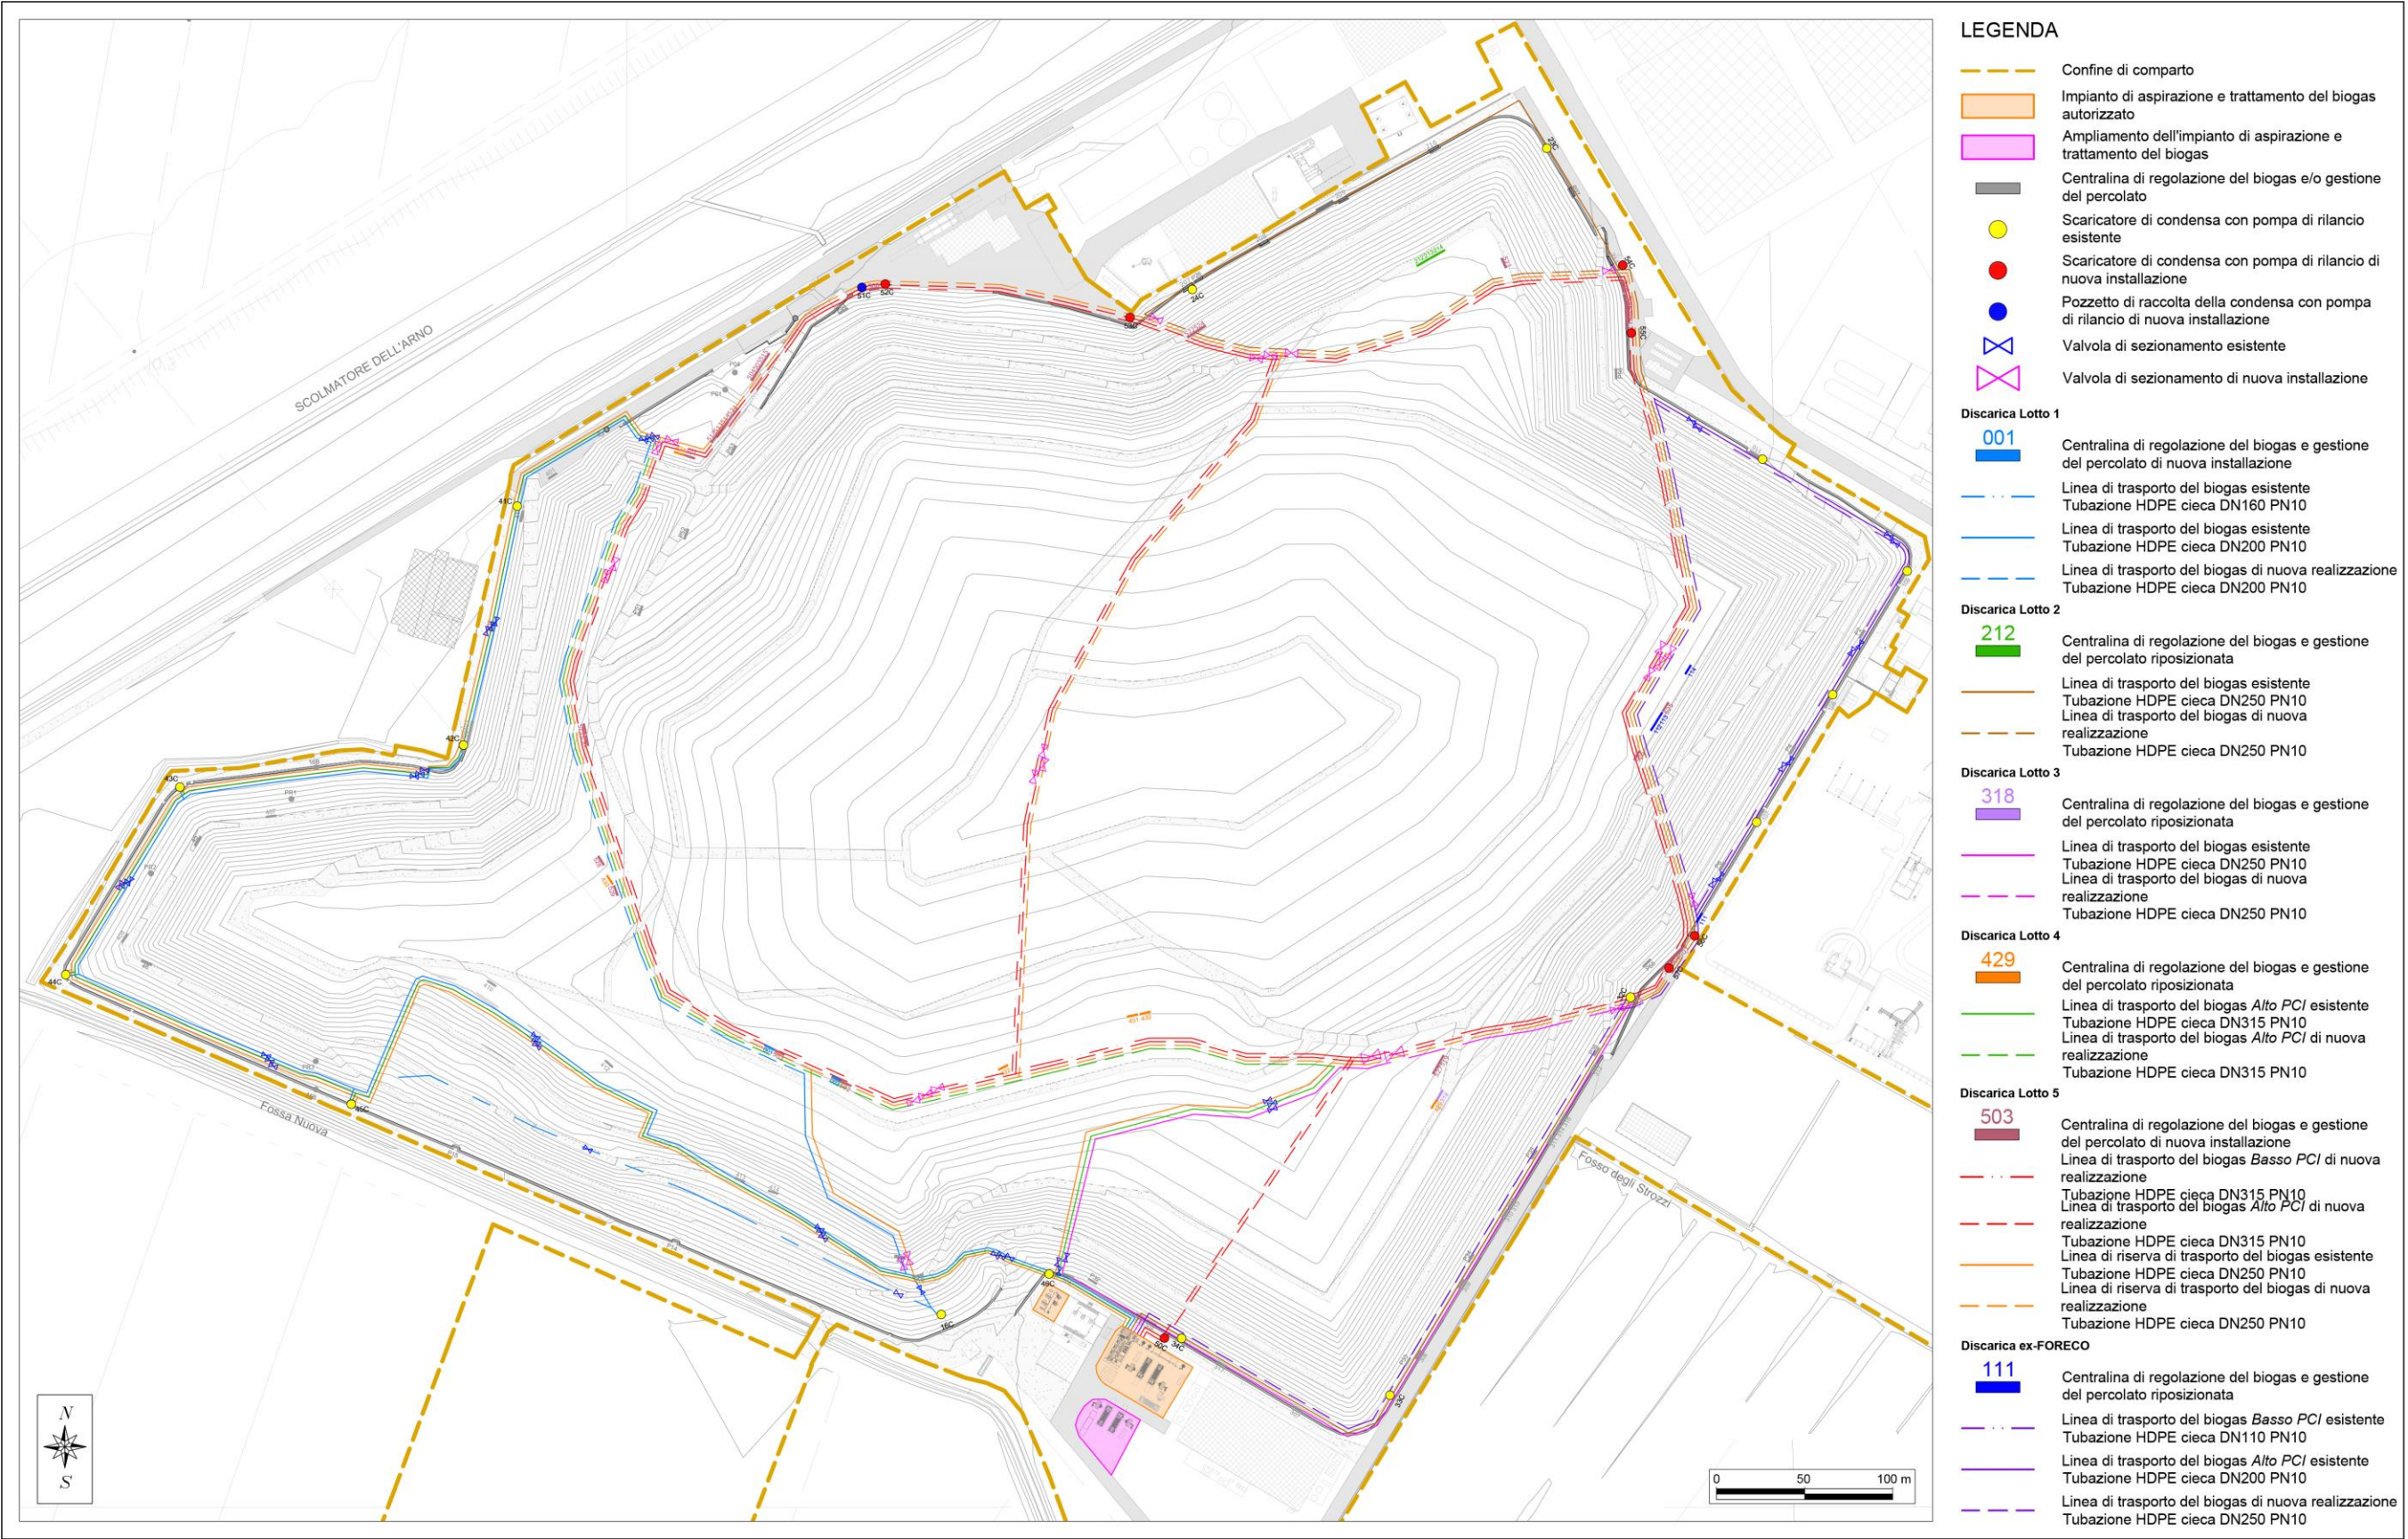 LEGENDA
Confine di comparto
Impianto di aspirazione e trattamento del biogas
autorizzato
Ampliamento dell'impianto di aspirazione e
trattamento del biogas
Centralina di regolazione del biogas e/o gestione
del percolato
Scaricatore di condensa con pompa di rilancio
esistente
Scaricatore di condensa con pompa di rilancio di
nuova installazione
Pozzetto di raccolta della condensa con pompa
di rilancio di nuova installazione
Valvola di sezionamento esistente
Valvola di sezionamento di nuova installazione
Discarica Lotto 1
001
Centralina di regolazione del biogas e gestione
del percolato di nuova installazione
Linea di trasporto del biogas esistente
Tubazione HDPE cieca DN160 PN10
Linea di trasporto del biogas esistente
Tubazione HDPE cieca DN200 PN10
Linea di trasporto del biogas di nuova realizzazione
Tubazione HDPE cieca DN200 PN10
Discarica Lotto 2
212
Centralina di regolazione del biogas e gestione
del percolato riposizionata
Linea di trasporto del biogas esistente
Tubazione HDPE cieca DN250 PN10
Linea di trasporto del biogas di nuova
realizzazione
Tubazione HDPE cieca DN250 PN10
Discarica Lotto 3
318
Centralina di regolazione del biogas e gestione
del percolato riposizionata
Linea di trasporto del biogas esistente
Tubazione HDPE cieca DN250 PN10
Linea di trasporto del biogas di nuova
realizzazione
Tubazione HDPE cieca DN250 PN10
Discarica Lotto 4
429
Centralina di regolazione del biogas e gestione
del percolato riposizionata
Linea di trasporto del biogas Alto PCI esistente
Tubazione HDPE cieca DN315 PN10
Linea di trasporto del biogas Alto PCI di nuova
realizzazione
Tubazione HDPE cieca DN315 PN10
Discarica Lotto 5
503
Centralina di regolazione del biogas e gestione
del percolato di nuova installazione
Linea di trasporto del biogas Basso PCI di nuova
realizzazione
Tubazione HDPE cieca DN315 PN10
Linea di trasporto del biogas Alto PCI di nuova
realizzazione
Tubazione HDPE cieca DN315 PN10
Linea di riserva di trasporto del biogas esistente
Tubazione HDPE cieca DN250 PN10
Linea di riserva di trasporto del biogas di nuova
realizzazione
Tubazione HDPE cieca DN250 PN10
Discarica ex-FORECO
111
Centralina di regolazione del biogas e gestione
del percolato riposizionata
Linea di trasporto del biogas Basso PCI esistente
Tubazione HDPE cieca DN110 PN10
Linea di trasporto del biogas Alto PCI esistente
Tubazione HDPE cieca DN200 PN10
Linea di trasporto del biogas di nuova realizzazione
Tubazione HDPE cieca DN250 PN10
SCOLMATORE DELL'ARNO
Fossa Nuova
Fosso degli Strozzi
23C
24C
51C
52C
54C
55C
41C
42C
43C
44C
45C
46C
16C
50C
34C
33C
PR1
N
S
0 50 100 m